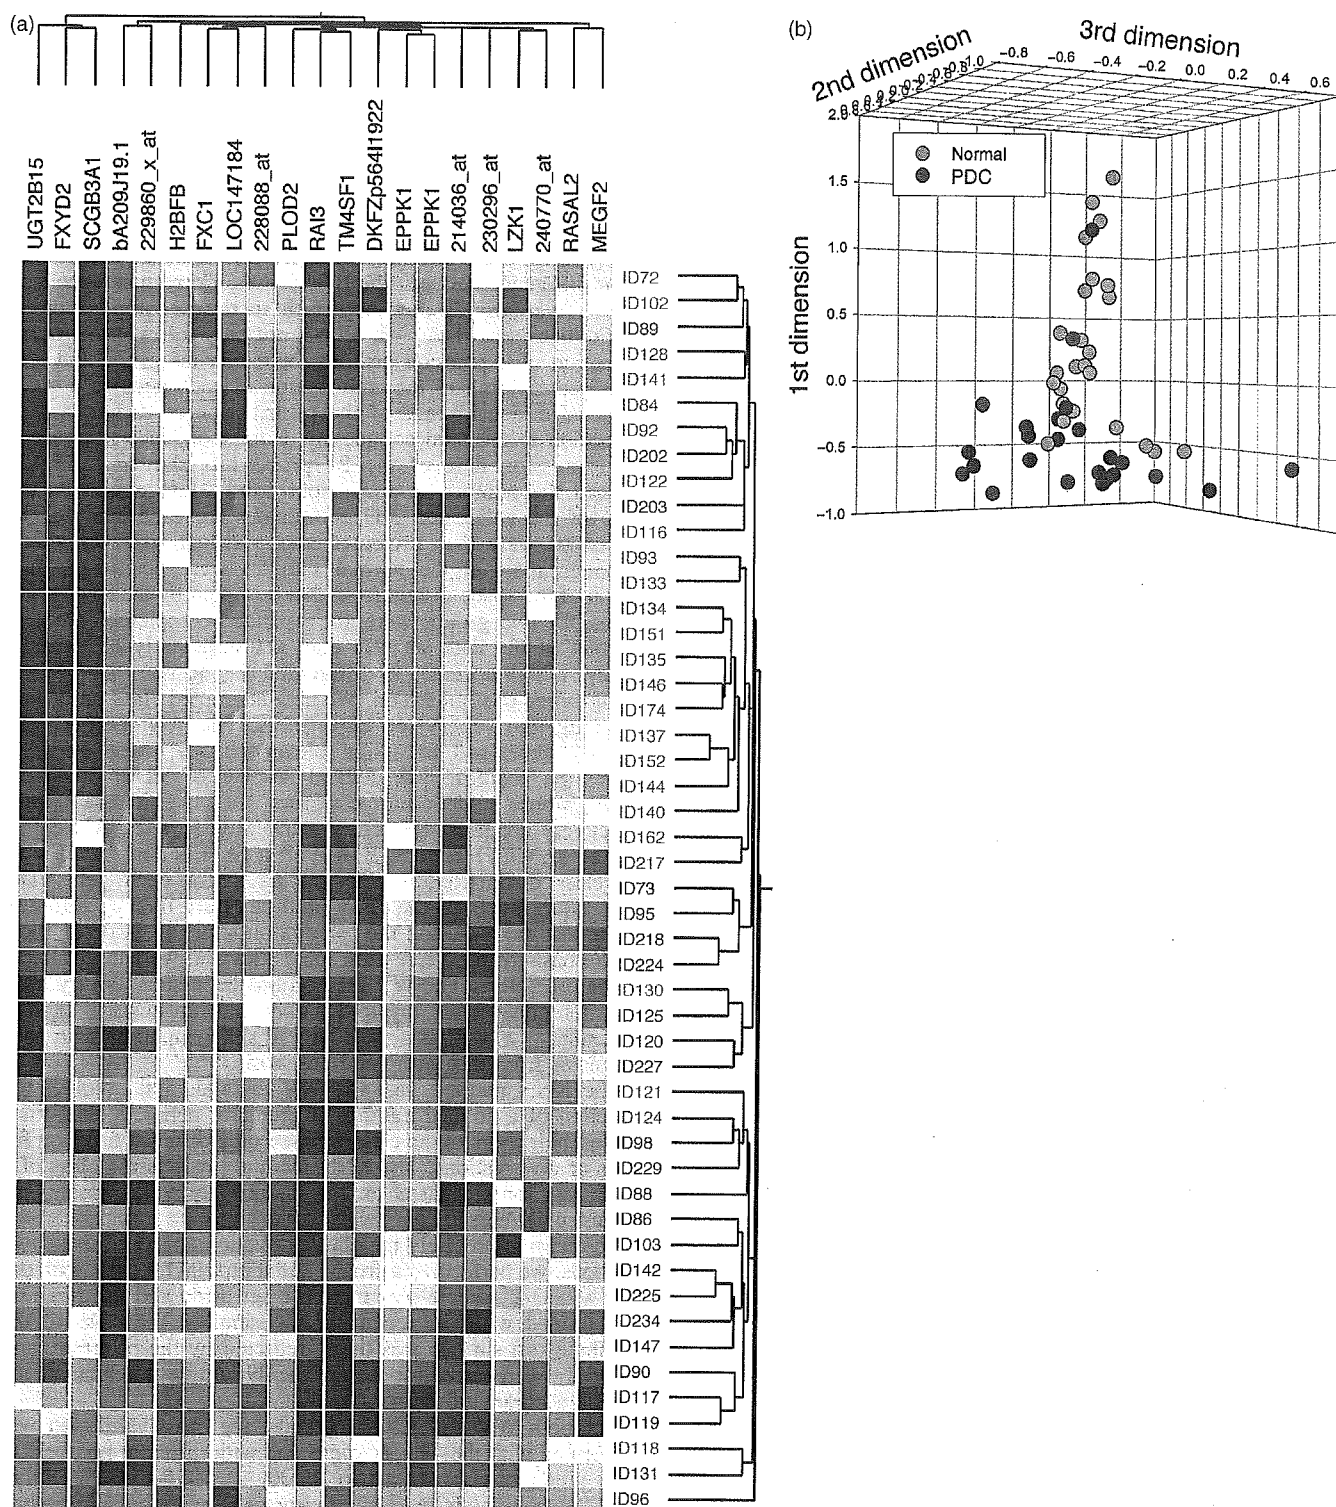 (a)
UGT2B15
FXYD2
SCGB3A1
bA209J19.1
229860_x_at
H2BFB
FXC1
LOC147184
228088_at
PLOD2
RAI3
TM4SF1
DKFZp564I1922
EPPK1
EPPK1
214036_at
230296_at
LZK1
240770_at
RASAL2
MEGF2
ID72
ID102
ID89
ID128
ID141
ID84
ID92
ID202
ID122
ID203
ID116
ID93
ID133
ID134
ID151
ID135
ID146
ID174
ID137
ID152
ID144
ID140
ID162
ID217
ID73
ID95
ID218
ID224
ID130
ID125
ID120
ID227
ID121
ID124
ID98
ID229
ID88
ID86
ID103
ID142
ID225
ID234
ID147
ID90
ID117
ID119
ID118
ID131
ID96
(b)
2nd dimension
3rd dimension
−0.8
−0.6
−0.4
−0.2
0.0
0.2
0.4
0.6
Normal
PDC
1st dimension
1.5
1.0
0.5
0.0
−0.5
−1.0